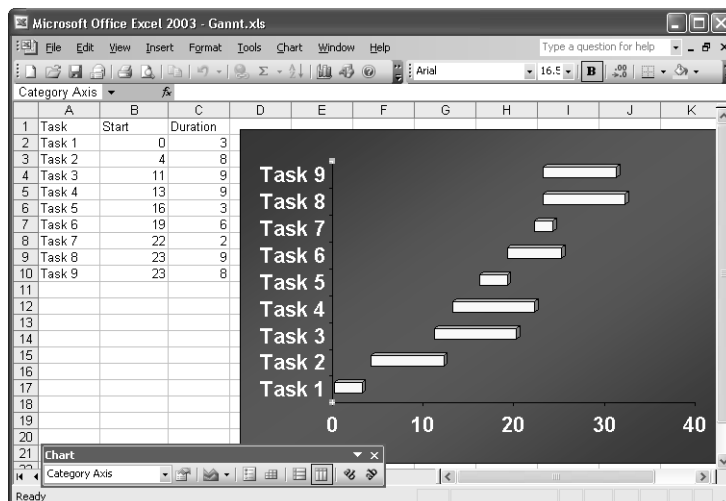 Microsoft Office Excel 2003 - Gannt.xls
File Edit View Insert Format Tools Chart Window Help Type a question for help
Arial 16.5 B
Category Axis fx
A B C D E F G H I J K
1 Task Start Duration
2 Task 1 0 3
3 Task 2 4 8
4 Task 3 11 9
5 Task 4 13 9
6 Task 5 16 3
7 Task 6 19 6
8 Task 7 22 2
9 Task 8 23 9
10 Task 9 23 8
11
12
13
14
15
16
17
18
19
20
21
Task 9
Task 8
Task 7
Task 6
Task 5
Task 4
Task 3
Task 2
Task 1
0 10 20 30 40
Chart
Category Axis
Ready